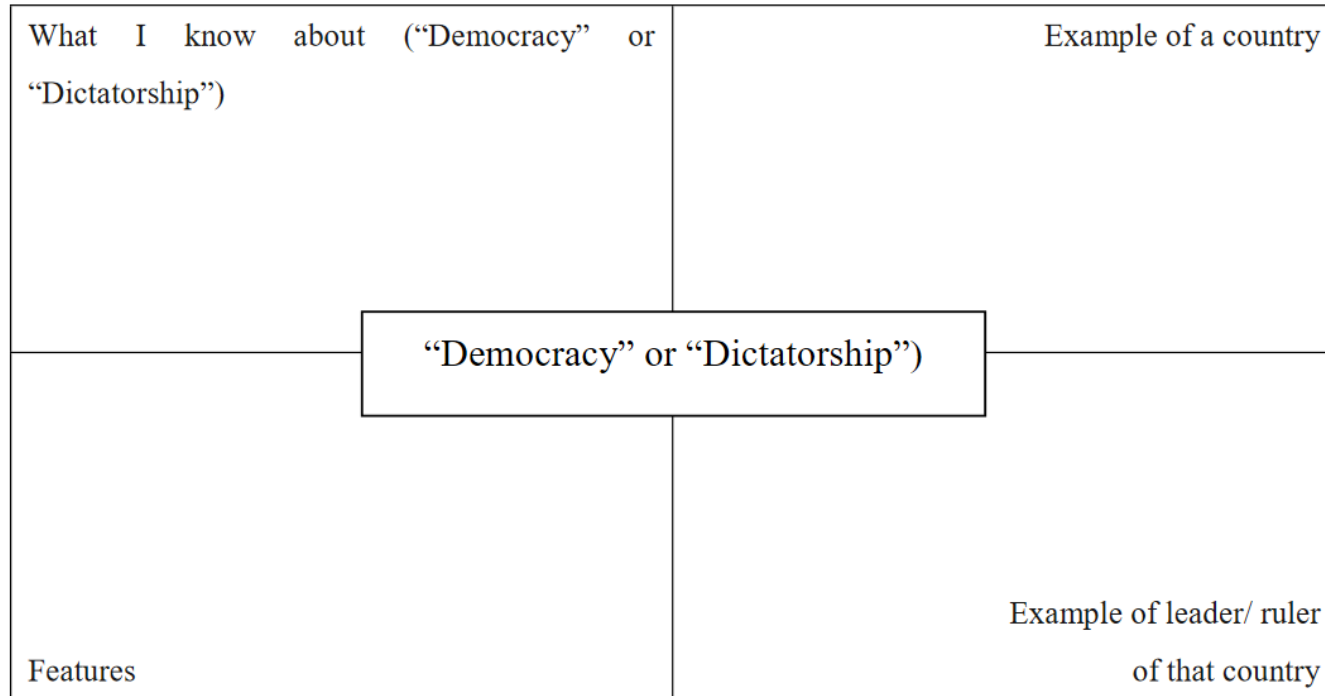 What I know about (“Democracy” or
“Dictatorship”)
Example of a country
“Democracy” or “Dictatorship”)
Features
Example of leader/ ruler
of that country